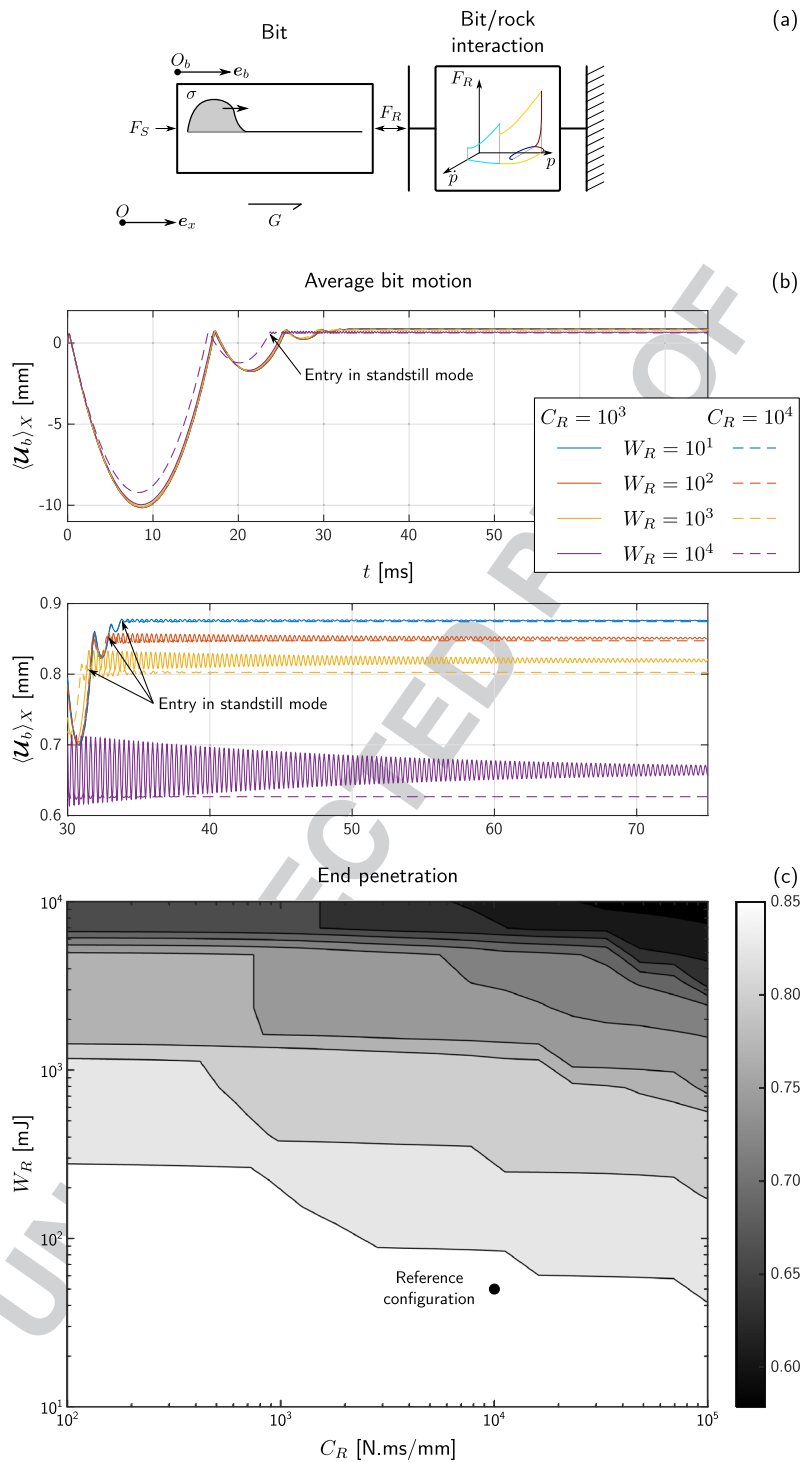 (a)
Bit
Bit/rock
interaction
O_b
e_b
σ
F_S
F_R
F_R
ṗ
p
O
e_x
G
Average bit motion
(b)
⟨𝓤_b⟩_X [mm]
0
-5
-10
Entry in standstill mode
0 10 20 30 40 50
t [ms]
C_R = 10^3 C_R = 10^4
W_R = 10^1
W_R = 10^2
W_R = 10^3
W_R = 10^4
⟨𝓤_b⟩_X [mm]
0.9
0.8
0.7
0.6
Entry in standstill mode
30 40 50 60 70
End penetration
(c)
W_R [mJ]
10^4
10^3
10^2
10^1
Reference
configuration
10^2 10^3 10^4 10^5
C_R [N.ms/mm]
0.85
0.80
0.75
0.70
0.65
0.60
UNCORRECTED PROOF